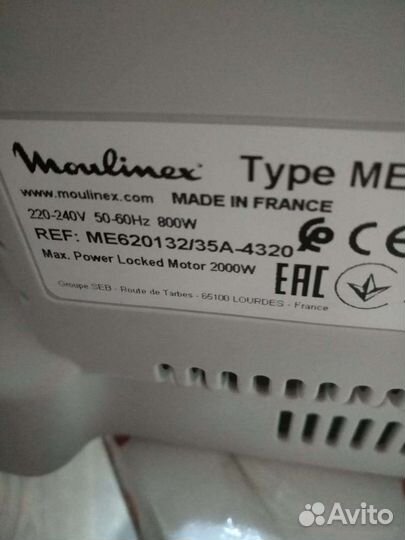 Moulinex Type ME
www.moulinex.com MADE IN FRANCE
220-240V 50-60Hz 800W
REF: ME620132/35A-4320
Max. Power Locked Motor 2000W
Groupe SEB - Route de Tarbes - 65100 LOURDES - France
CE
EAC
Avito